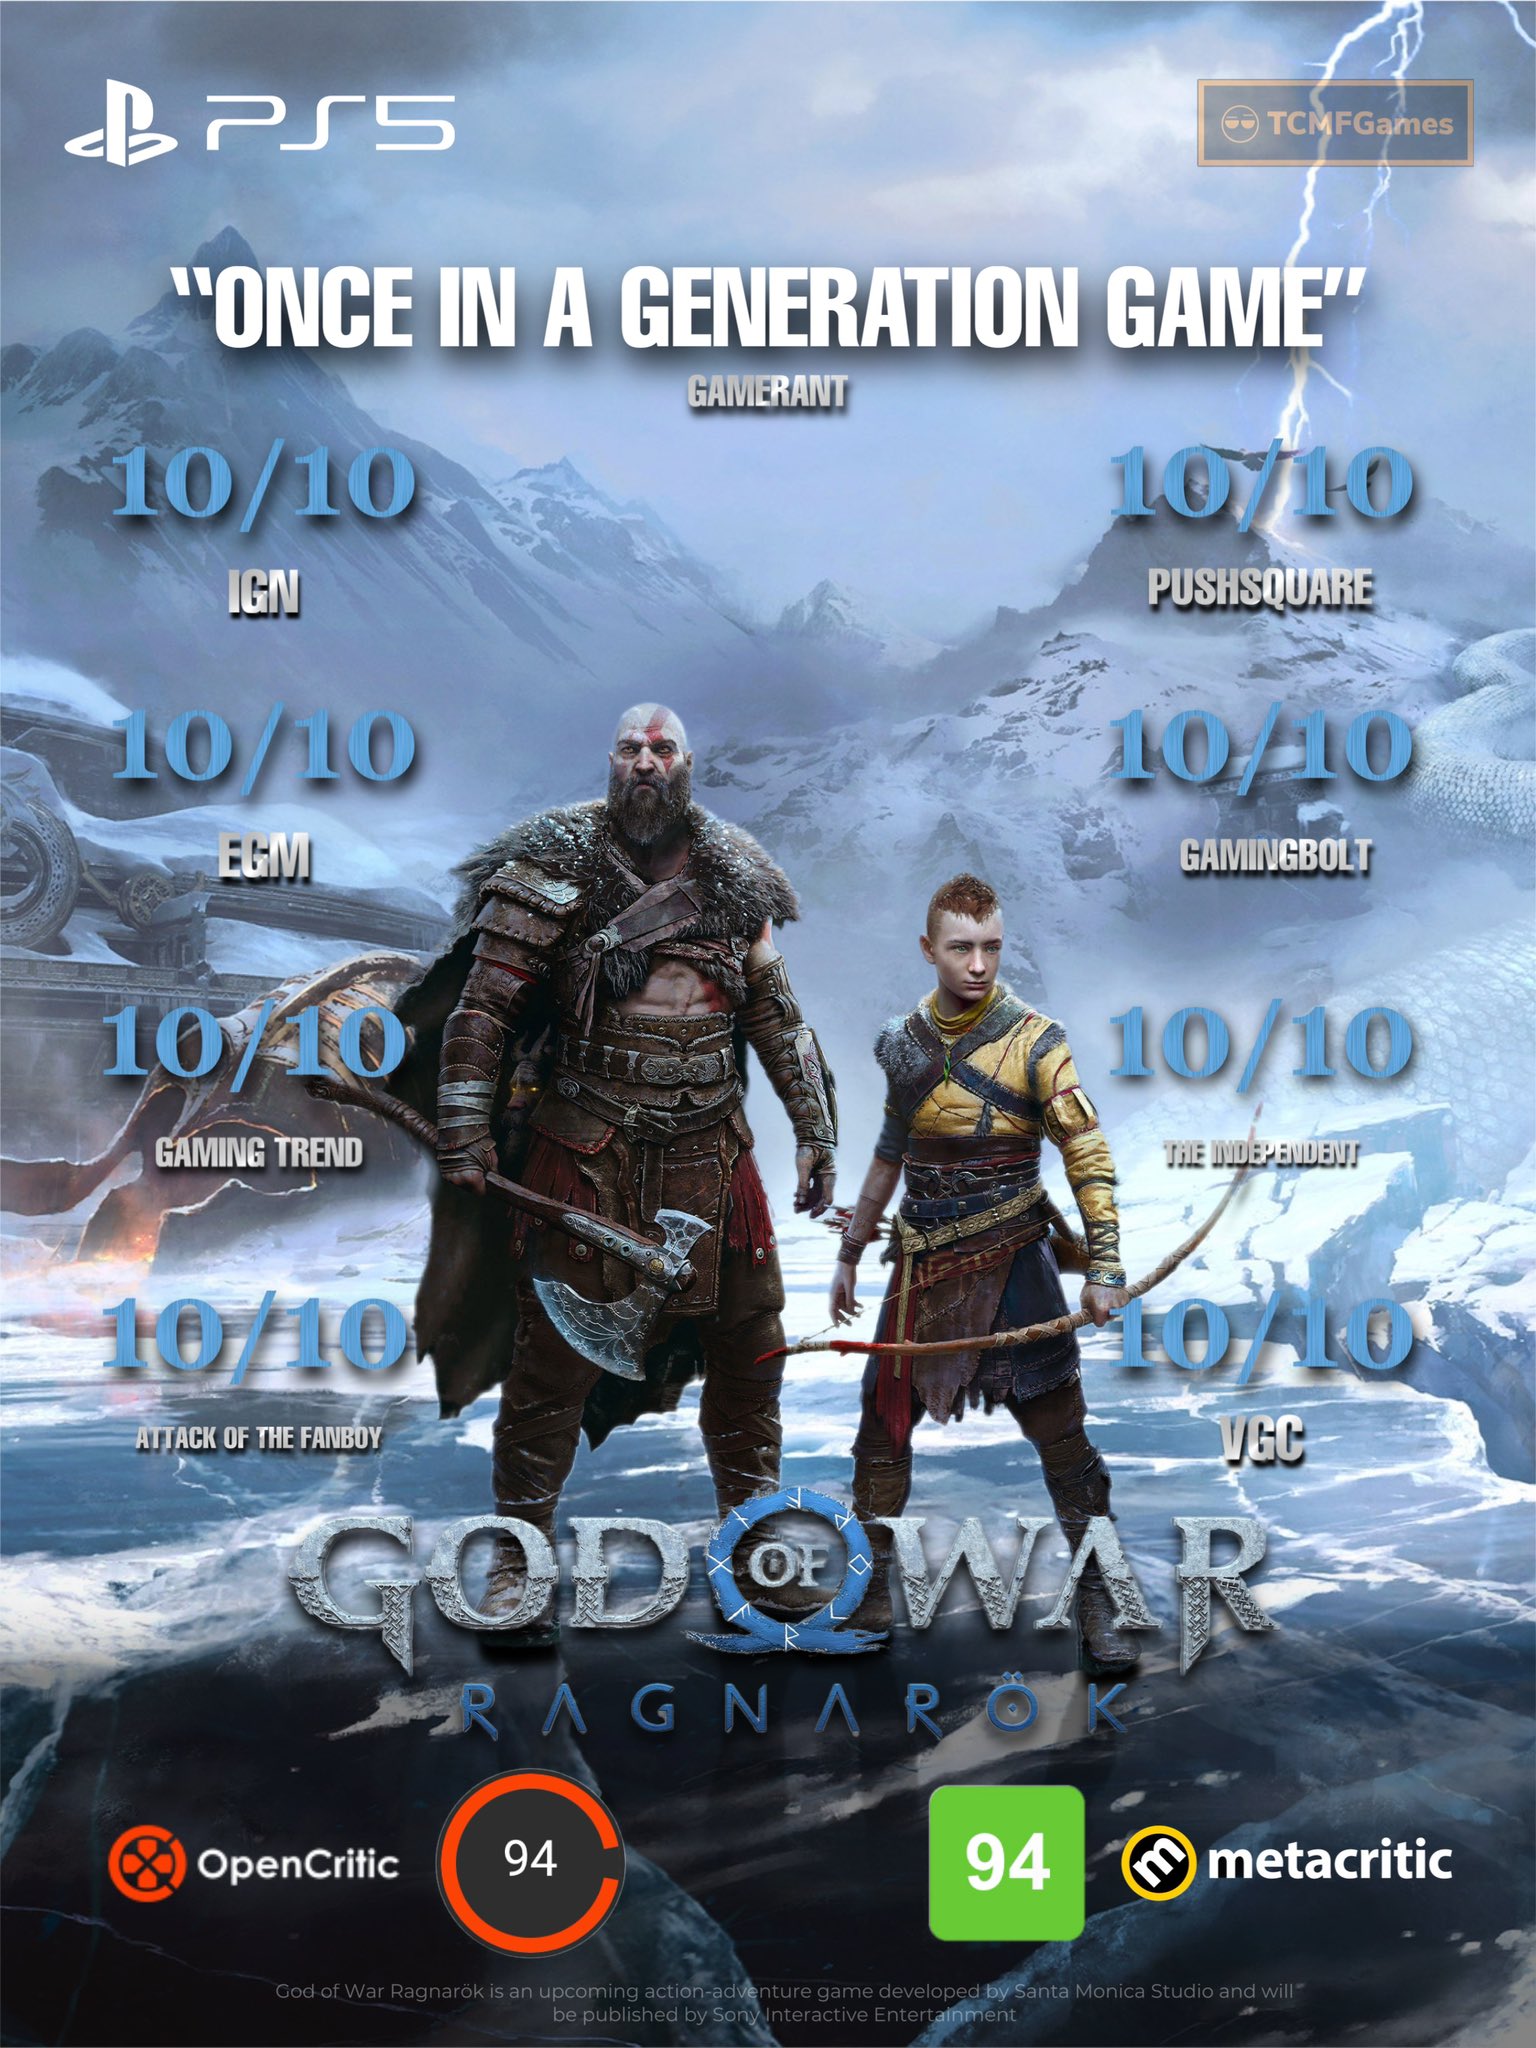 PS5
TCMFGames
“ONCE IN A GENERATION GAME”
GAMERANT
10/10
IGN
10/10
PUSHSQUARE
10/10
EGM
10/10
GAMINGBOLT
10/10
GAMING TREND
10/10
THE INDEPENDENT
10/10
ATTACK OF THE FANBOY
10/10
VGC
GOD OF WAR
RAGNARÖK
OpenCritic
94
94
metacritic
God of War Ragnarök is an upcoming action-adventure game developed by Santa Monica Studio and will
be published by Sony Interactive Entertainment